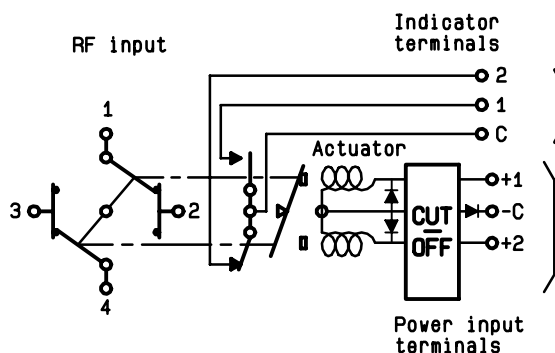 Indicator
terminals
RF input
2
1
C
1
Actuator
3
2
4
CUT
OFF
+1
-C
+2
Power input
terminals